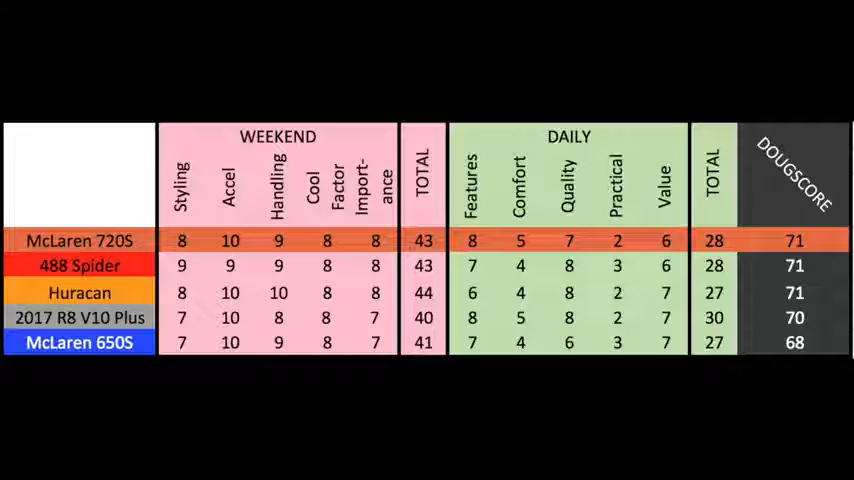 WEEKEND DAILY
Styling Accel Handling Cool Factor Import-ance TOTAL Features Comfort Quality Practical Value TOTAL DOUGSCORE
McLaren 720S 8 10 9 8 8 43 8 5 7 2 6 28 71
488 Spider 9 9 9 8 8 43 7 4 8 3 6 28 71
Huracan 8 10 10 8 8 44 6 4 8 2 7 27 71
2017 R8 V10 Plus 7 10 8 8 7 40 8 5 8 2 7 30 70
McLaren 650S 7 10 9 8 7 41 7 4 6 3 7 27 68